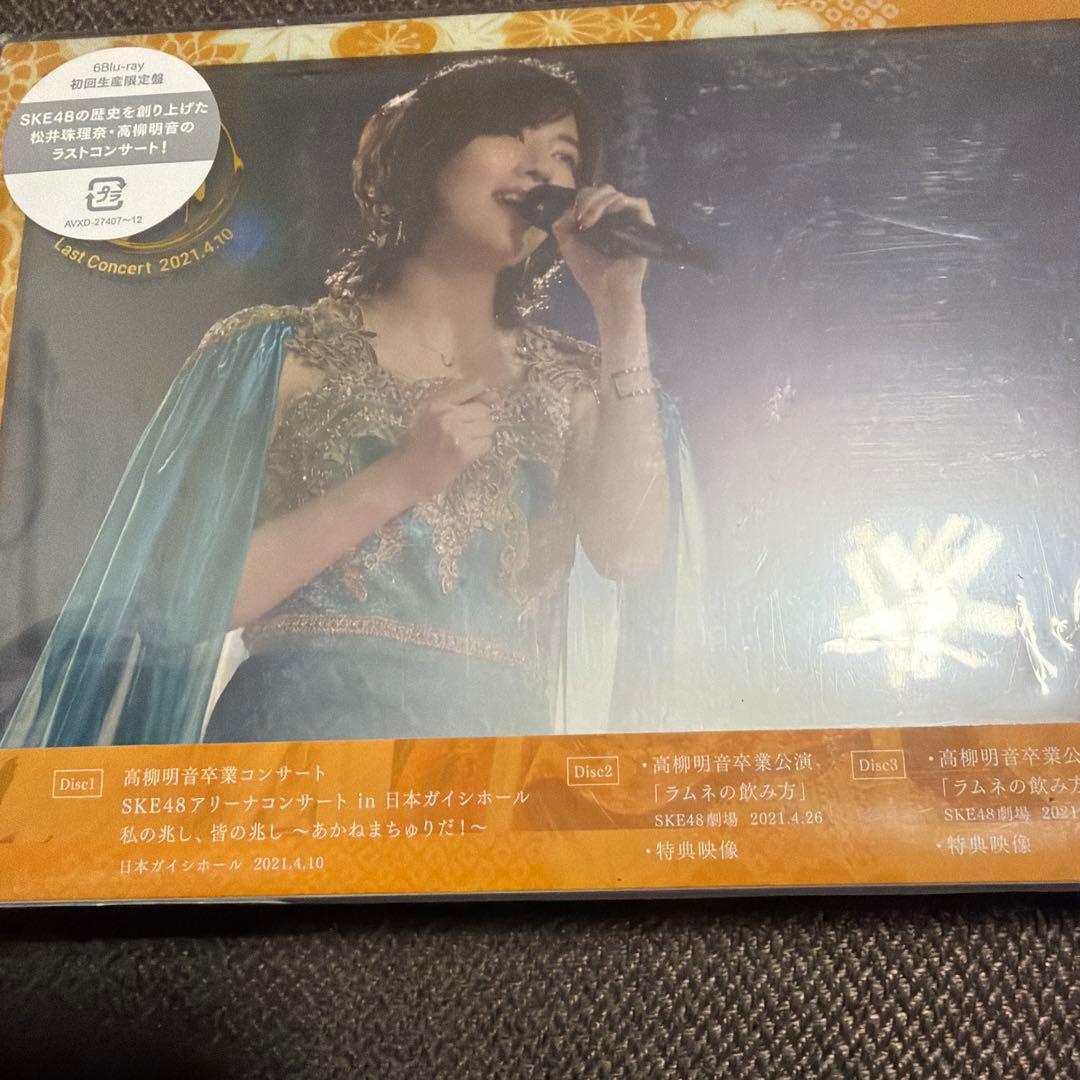 6Blu-ray
初回生産限定盤
SKE48の歴史を創り上げた
松井珠理奈・高柳明音の
ラストコンサート!
プラ
AVXD-27407〜12
Last Concert 2021.4.10
Disc1
高柳明音卒業コンサート
SKE48アリーナコンサート in 日本ガイシホール
私の兆し、皆の兆し 〜あかねまちゅりだ!〜
日本ガイシホール 2021.4.10
Disc2
・高柳明音卒業公演
「ラムネの飲み方」
SKE48劇場 2021.4.26
・特典映像
Disc3
・高柳明音卒業公
「ラムネの飲み方
SKE48劇場 2021
・特典映像